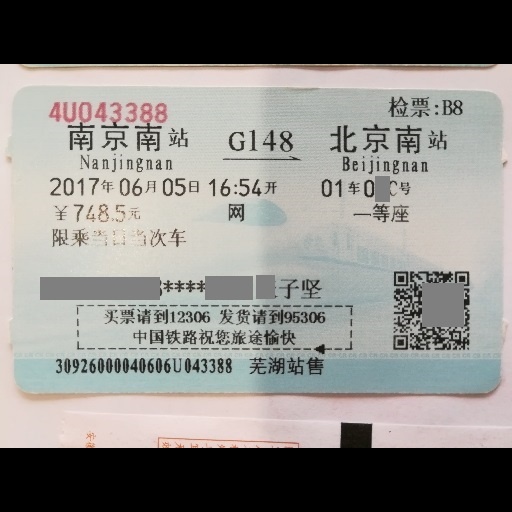 4U043388
检票:B8
南京南站 G148 北京南站
Nanjingnan Beijingnan
2017年06月05日 16:54开 01车0 C号
￥748.5元 网 一等座
限乘当日当次车
**** 子坚
买票请到12306 发货请到95306
中国铁路祝您旅途愉快
30926000040606U043388 芜湖站售